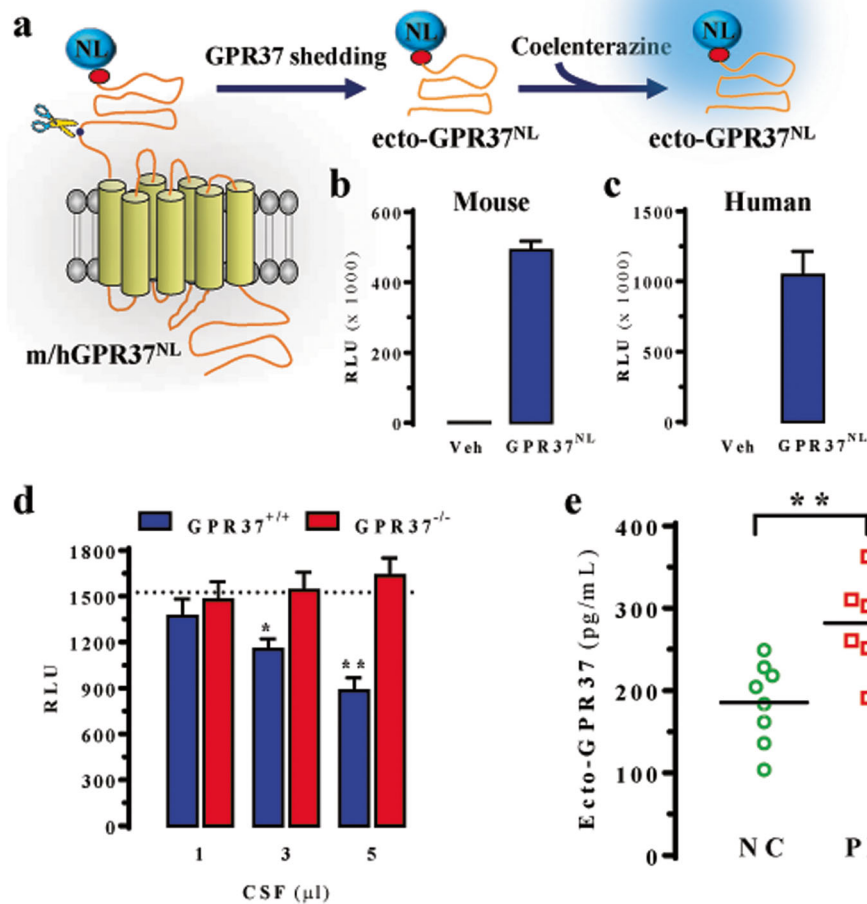 a
NL
GPR37 shedding
NL
ecto-GPR37NL
Coelenterazine
NL
ecto-GPR37NL
m/hGPR37NL
b
Mouse
RLU (x 1000)
600
400
200
0
Veh GPR37NL
c
Human
RLU (x 1000)
1500
1000
500
0
Veh GPR37NL
d
GPR37+/+ GPR37-/-
RLU
1800
1500
1200
900
600
300
0
*
**
1 3 5
CSF (µl)
e
**
Ecto-GPR37 (pg/mL)
400
300
200
100
0
NC